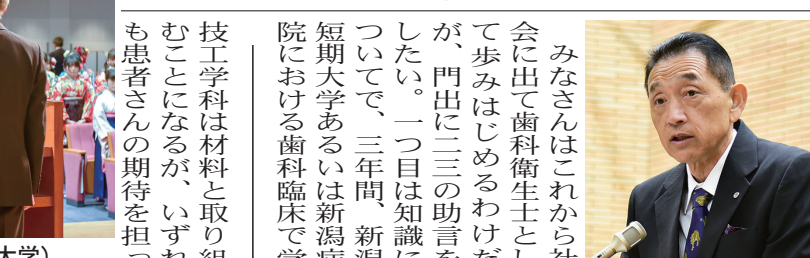 みなさんはこれから社
会に出て歯科衛生士とし
て歩みはじめるわけだ
が、門出に二三の助言を
したい。一つ目は知識に
ついてで、三年間、新潟
短期大学あるいは新潟病
院における歯科臨床で学
技工学科は材料と取り組
むことになるが、いずれ
も患者さんの期待を担っ
大学)